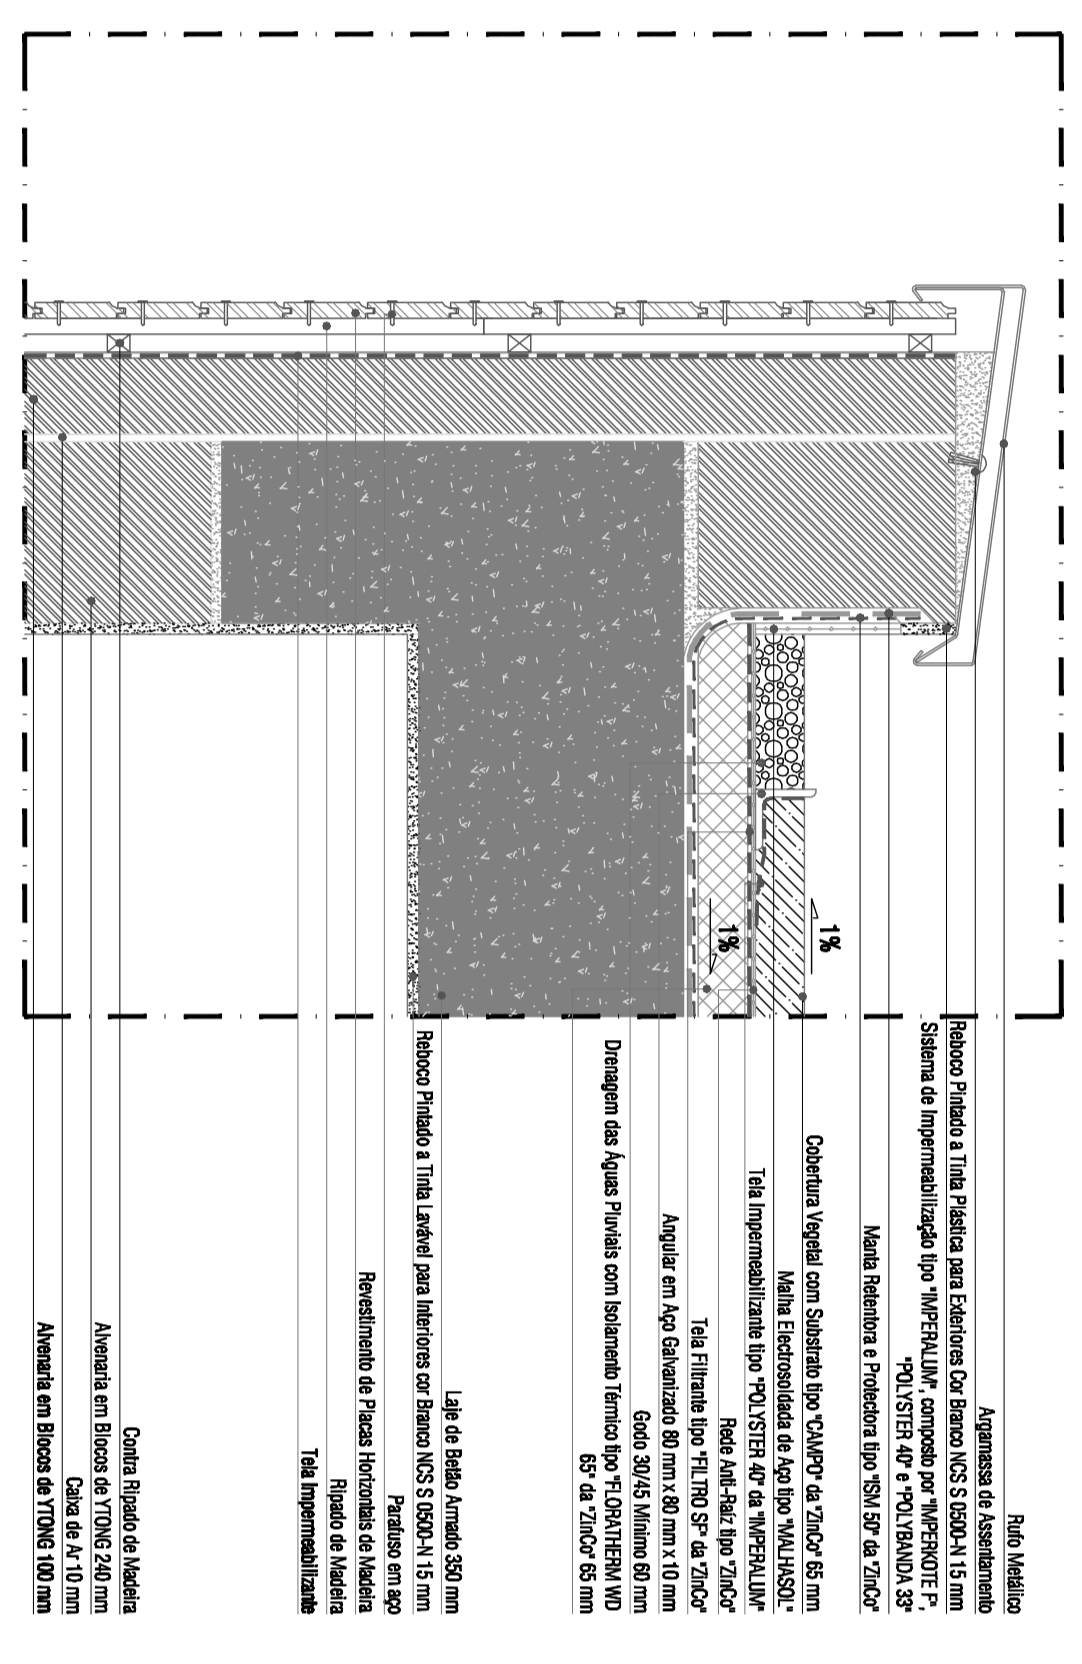 Rufo Metálico
Argamassa de Assentamento
Reboco Pintado a Tinta Plástica para Exteriores Cor Branco NCS S 0500-N 15 mm
Sistema de Impermeabilização tipo "IMPERALUM", composto por "IMPERKOTE F",
"POLYSTER 40" e "POLYBANDA 33"
Manta Retentora e Protectora tipo "ISM 50" da "ZinCo"
Cobertura Vegetal com Substrato tipo "CAMPO" da "ZinCo" 65 mm
Malha Electrosoldada de Aço tipo "MALHASOL"
Tela Impermeabilizante tipo "POLYSTER 40" da "IMPERALUM"
Rede Anti-Raíz tipo "ZinCo"
Tela Filtrante tipo "FILTRO SF" da "ZinCo"
Angular em Aço Galvanizado 80 mm x 80 mm x 10 mm
Godo 30/45 Mínimo 60 mm
Drenagem das Águas Pluviais com Isolamento Térmico tipo "FLORATHERM WD
65" da "ZinCo" 65 mm
Laje de Betão Armado 350 mm
Reboco Pintado a Tinta Lavável para Interiores cor Branco NCS S 0500-N 15 mm
Parafuso em aço
Revestimento de Placas Horizontais de Madeira
Ripado de Madeira
Tela Impermeabilizante
Contra Ripado de Madeira
Alvenaria em Blocos de YTONG 240 mm
Caixa de Ar 10 mm
Alvenaria em Blocos de YTONG 100 mm
1%
1%